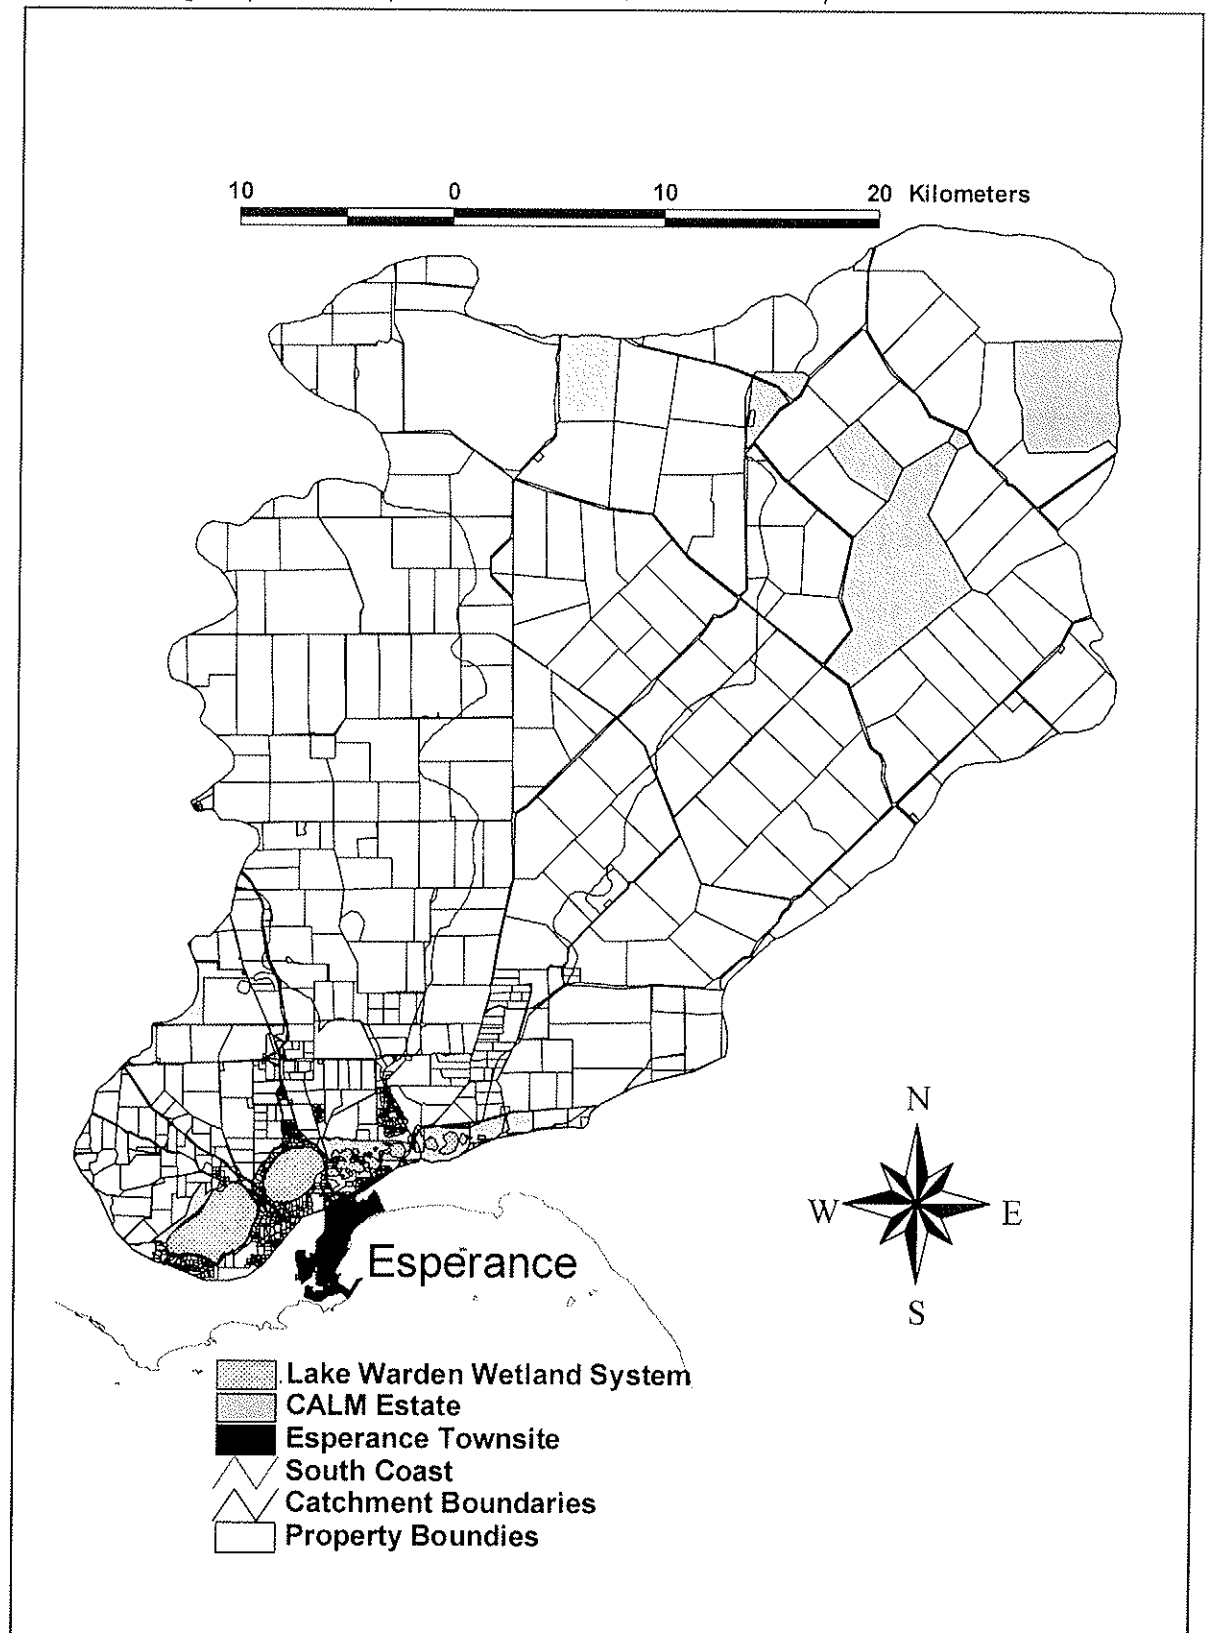 10 0 10 20 Kilometers
N
W E
S
Esperance
Lake Warden Wetland System
CALM Estate
Esperance Townsite
South Coast
Catchment Boundaries
Property Boundies